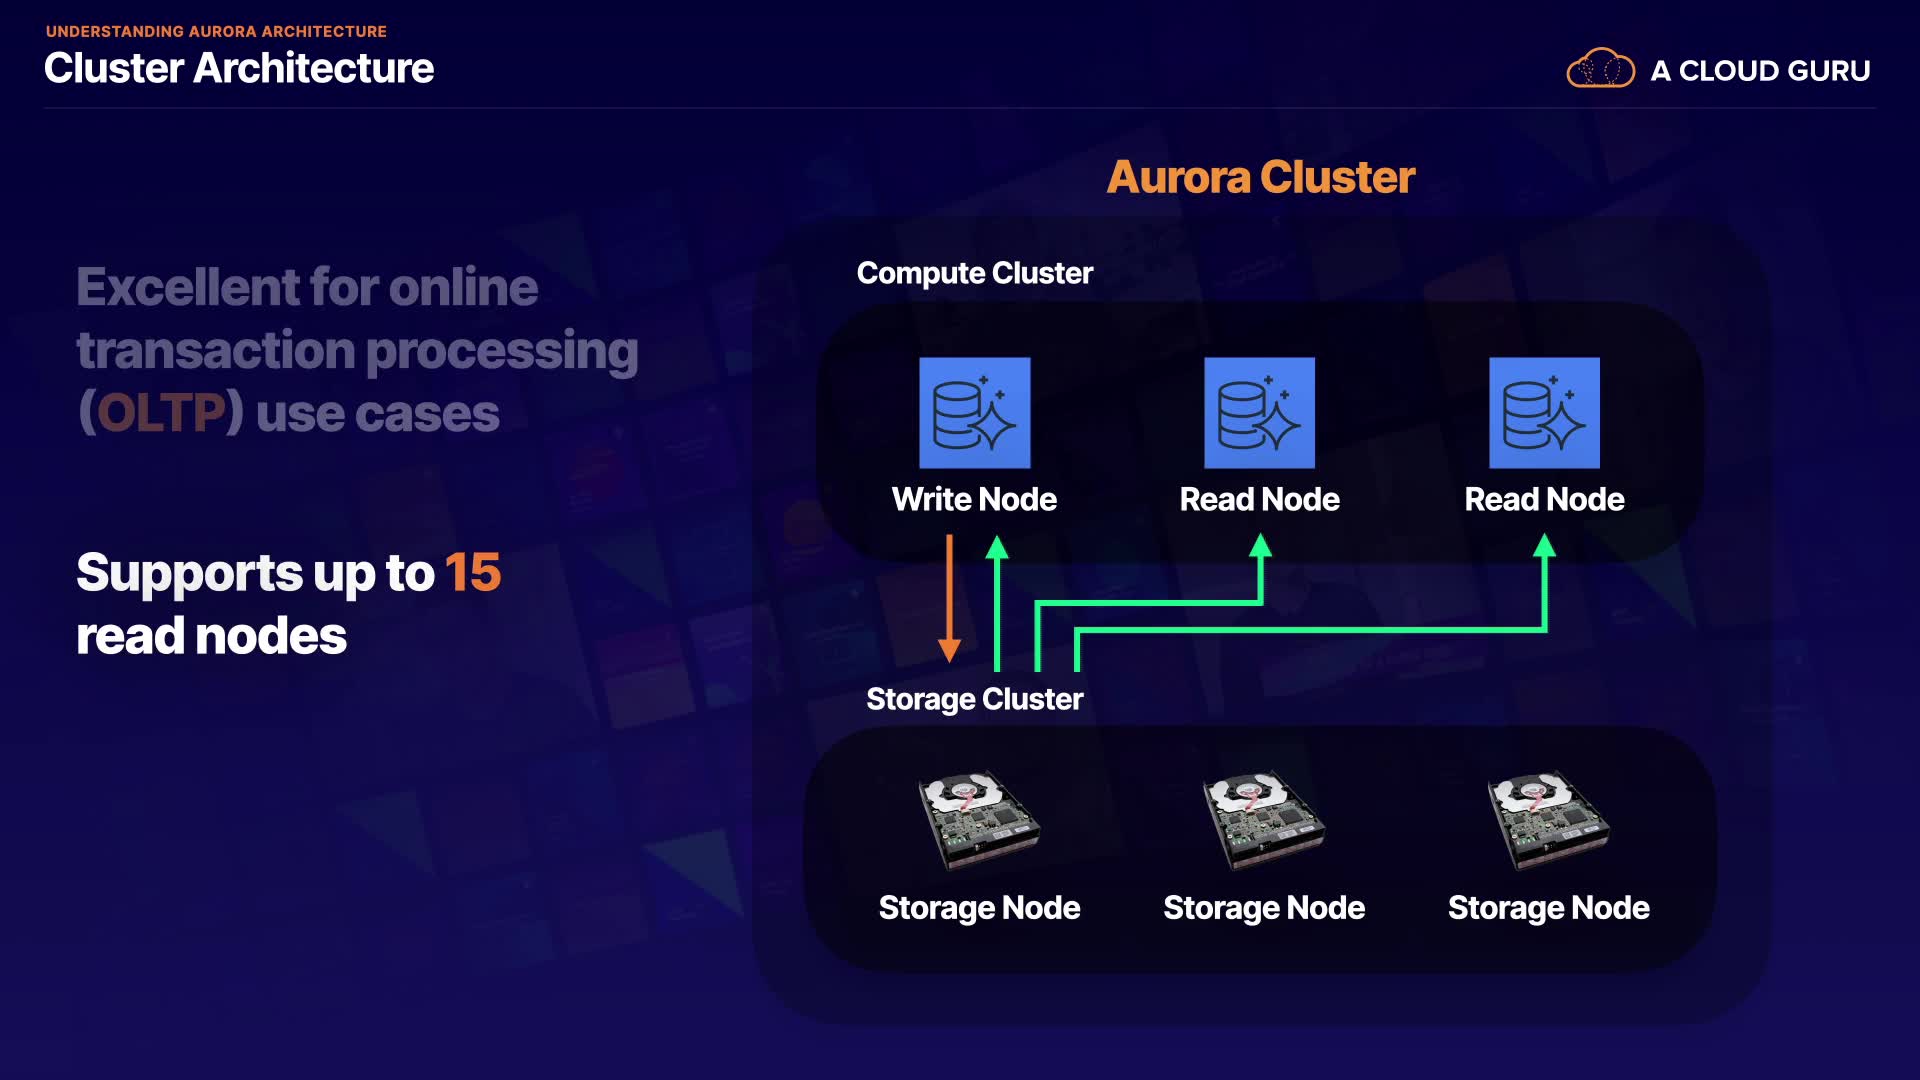 UNDERSTANDING AURORA ARCHITECTURE
Cluster Architecture
A CLOUD GURU
Excellent for online
transaction processing
(OLTP) use cases
Supports up to 15
read nodes
Aurora Cluster
Compute Cluster
Write Node
Read Node
Read Node
Storage Cluster
Storage Node
Storage Node
Storage Node